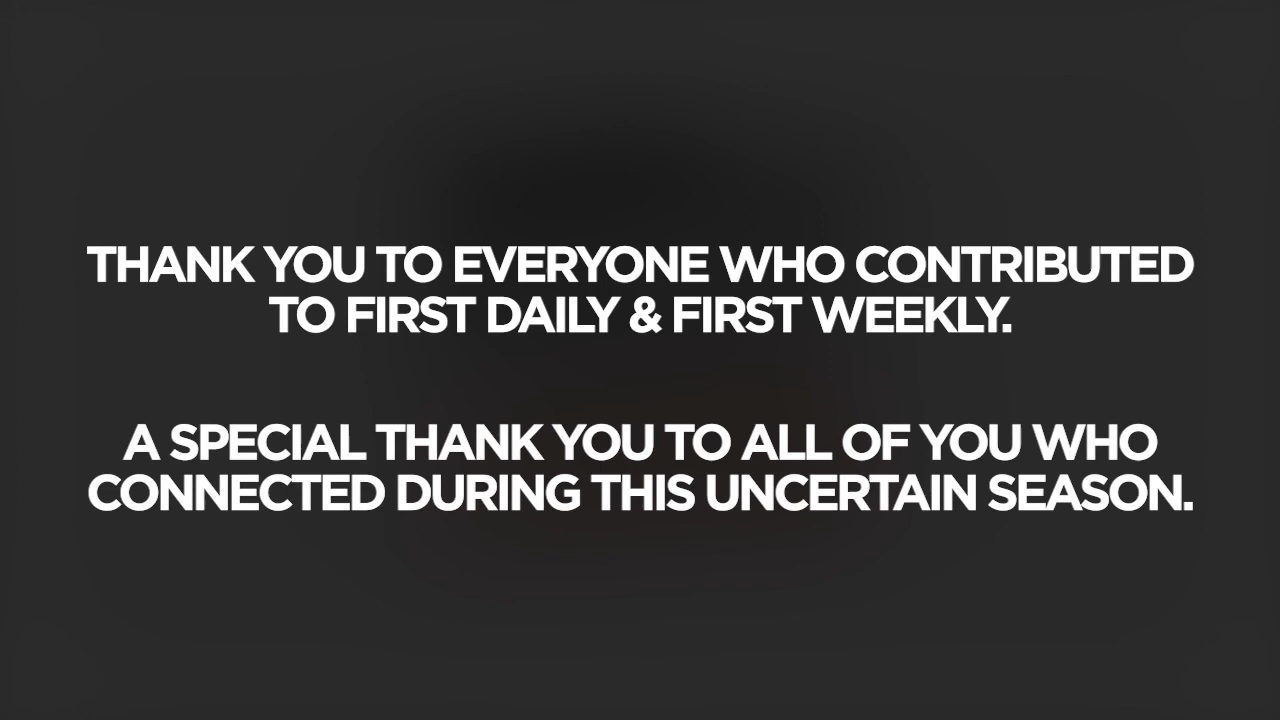 THANK YOU TO EVERYONE WHO CONTRIBUTED
TO FIRST DAILY & FIRST WEEKLY.
A SPECIAL THANK YOU TO ALL OF YOU WHO
CONNECTED DURING THIS UNCERTAIN SEASON.